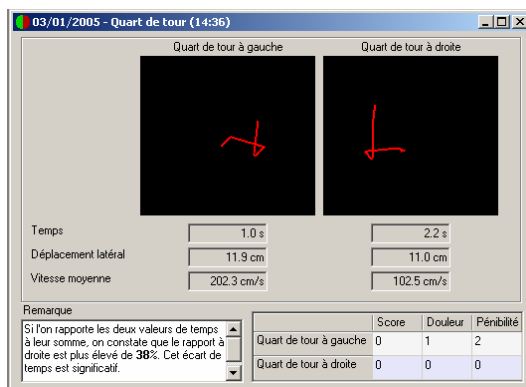 03/01/2005 - Quart de tour (14:36)
Quart de tour à gauche Quart de tour à droite
Temps 1.0 s 2.2 s
Déplacement latéral 11.9 cm 11.0 cm
Vitesse moyenne 202.3 cm/s 102.5 cm/s
Remarque
Si l'on rapporte les deux valeurs de temps
à leur somme, on constate que le rapport à
droite est plus élevé de 38%. Cet écart de
temps est significatif.
Score Douleur Pénibilité
Quart de tour à gauche 0 1 2
Quart de tour à droite 0 0 0